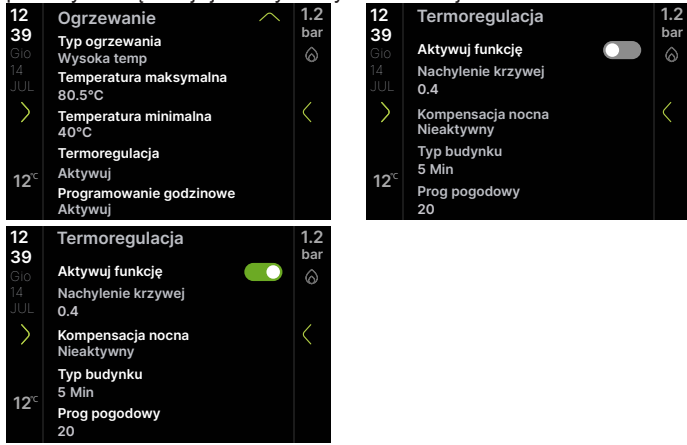 12
39
Gio
14
JUL
12°C
Ogrzewanie
Typ ogrzewania
Wysoka temp
Temperatura maksymalna
80.5°C
Temperatura minimalna
40°C
Termoregulacja
Aktywuj
Programowanie godzinowe
Aktywuj
1.2
bar
12
39
Gio
14
JUL
12°C
Termoregulacja
Aktywuj funkcję
Nachylenie krzywej
0.4
Kompensacja nocna
Nieaktywny
Typ budynku
5 Min
Prog pogodowy
20
1.2
bar
12
39
Gio
14
JUL
12°C
Termoregulacja
Aktywuj funkcję
Nachylenie krzywej
0.4
Kompensacja nocna
Nieaktywny
Typ budynku
5 Min
Prog pogodowy
20
1.2
bar